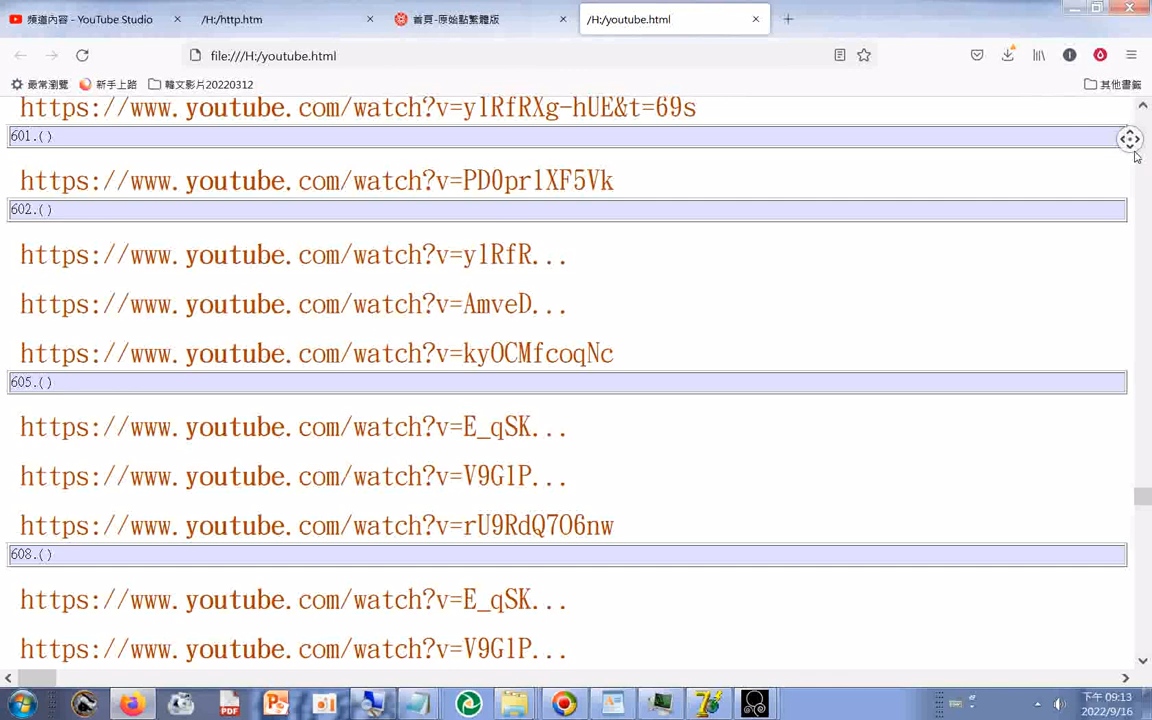 頻道內容 - YouTube Studio
/H:/http.htm
首頁-原始點繁體版
/H:/youtube.html
file:///H:/youtube.html
最常瀏覽
新手上路
韓文影片20220312
其他書籤
https://www.youtube.com/watch?v=ylRfRXg-hUE&t=69s
601.()
https://www.youtube.com/watch?v=PD0pr1XF5Vk
602.()
https://www.youtube.com/watch?v=ylRfR...
https://www.youtube.com/watch?v=AmveD...
https://www.youtube.com/watch?v=kyOCMfcoqNc
605.()
https://www.youtube.com/watch?v=E_qSK...
https://www.youtube.com/watch?v=V9G1P...
https://www.youtube.com/watch?v=rU9RdQ7O6nw
608.()
https://www.youtube.com/watch?v=E_qSK...
https://www.youtube.com/watch?v=V9G1P...
PDF
下午 09:13
2022/9/16